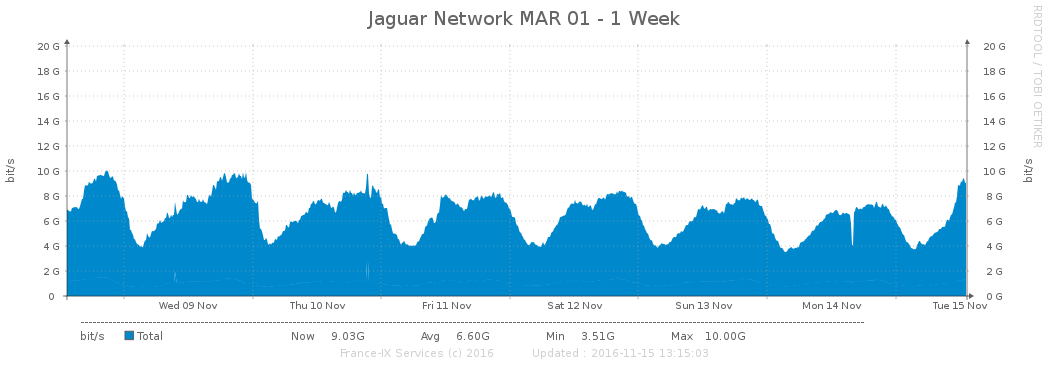 Jaguar Network MAR 01 - 1 Week
RRDTOOL / TOBI OETIKER
bit/s
bit/s
20 G 20 G
18 G 18 G
16 G 16 G
14 G 14 G
12 G 12 G
10 G 10 G
8 G 8 G
6 G 6 G
4 G 4 G
2 G 2 G
0 0 G
Wed 09 Nov Thu 10 Nov Fri 11 Nov Sat 12 Nov Sun 13 Nov Mon 14 Nov Tue 15 Nov
bit/s Total Now 9.03G Avg 6.60G Min 3.51G Max 10.00G
France-IX Services (c) 2016 Updated : 2016-11-15 13:15:03